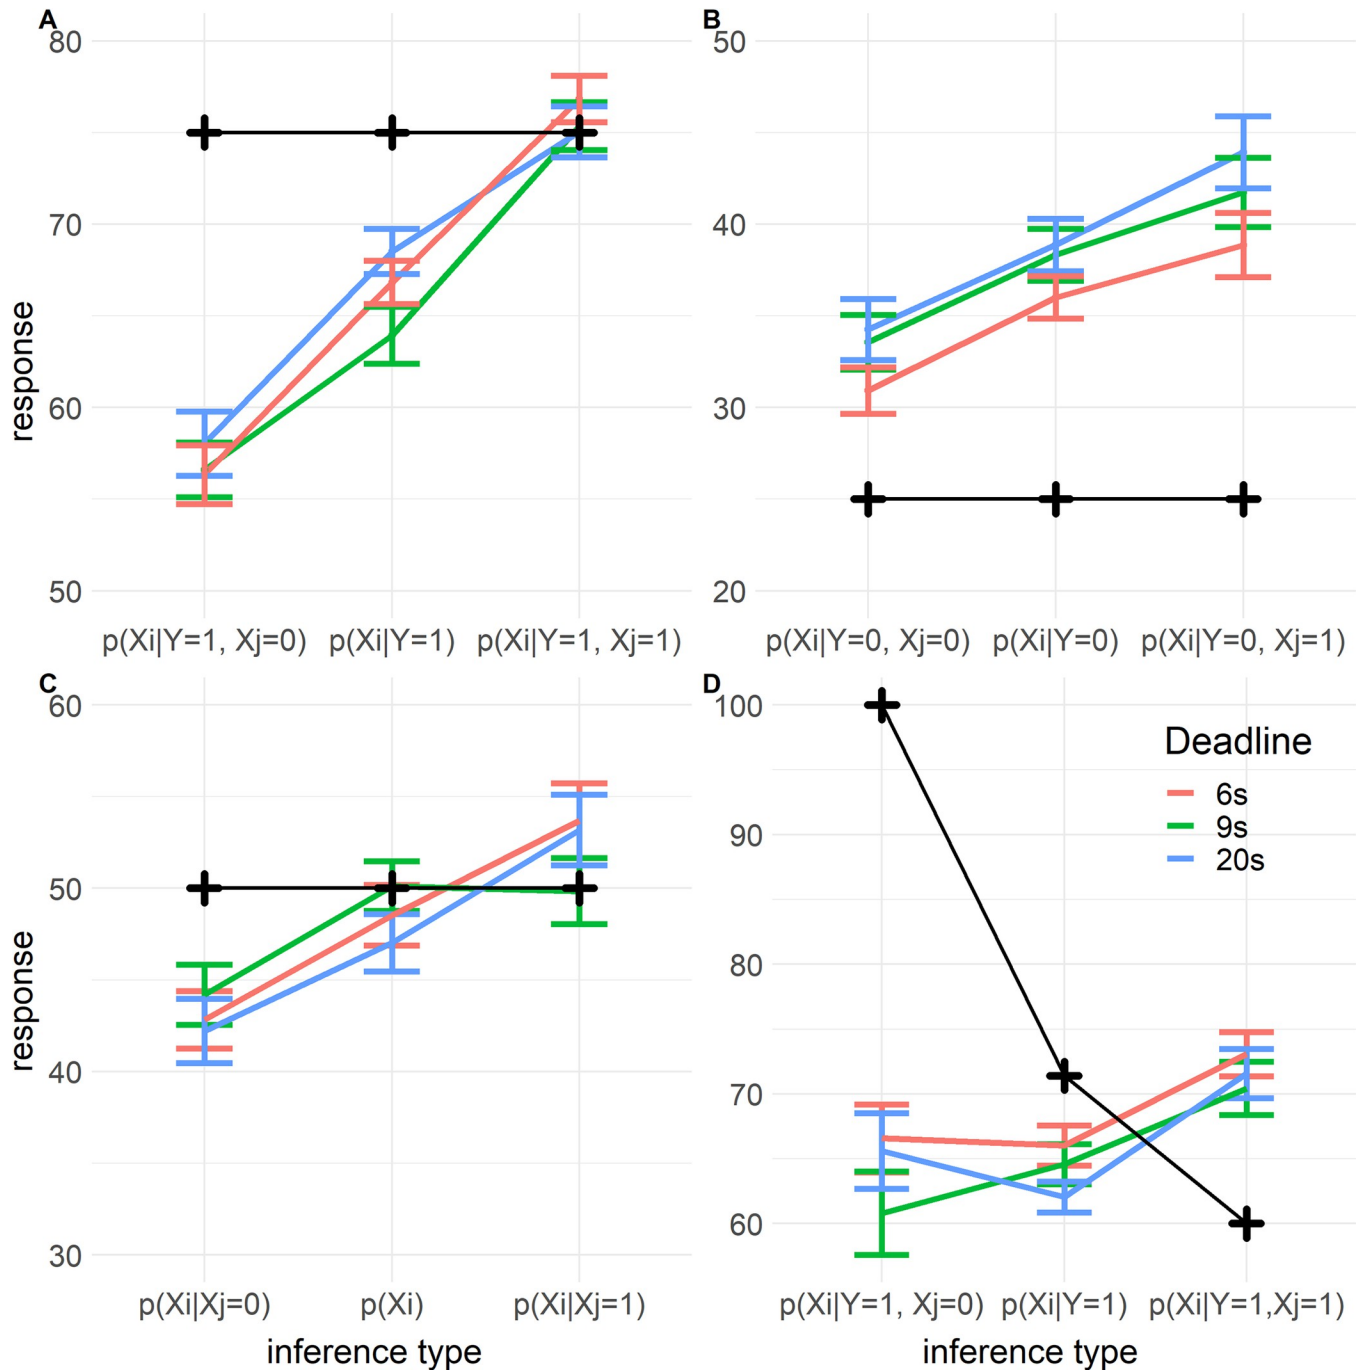 A
80
70
60
50
response
p(Xi|Y=1, Xj=0) p(Xi|Y=1) p(Xi|Y=1, Xj=1)
B
50
40
30
20
p(Xi|Y=0, Xj=0) p(Xi|Y=0) p(Xi|Y=0, Xj=1)
C
60
50
40
30
response
p(Xi|Xj=0) p(Xi) p(Xi|Xj=1)
inference type
D
100
90
80
70
60
Deadline
6s
9s
20s
p(Xi|Y=1, Xj=0) p(Xi|Y=1) p(Xi|Y=1,Xj=1)
inference type